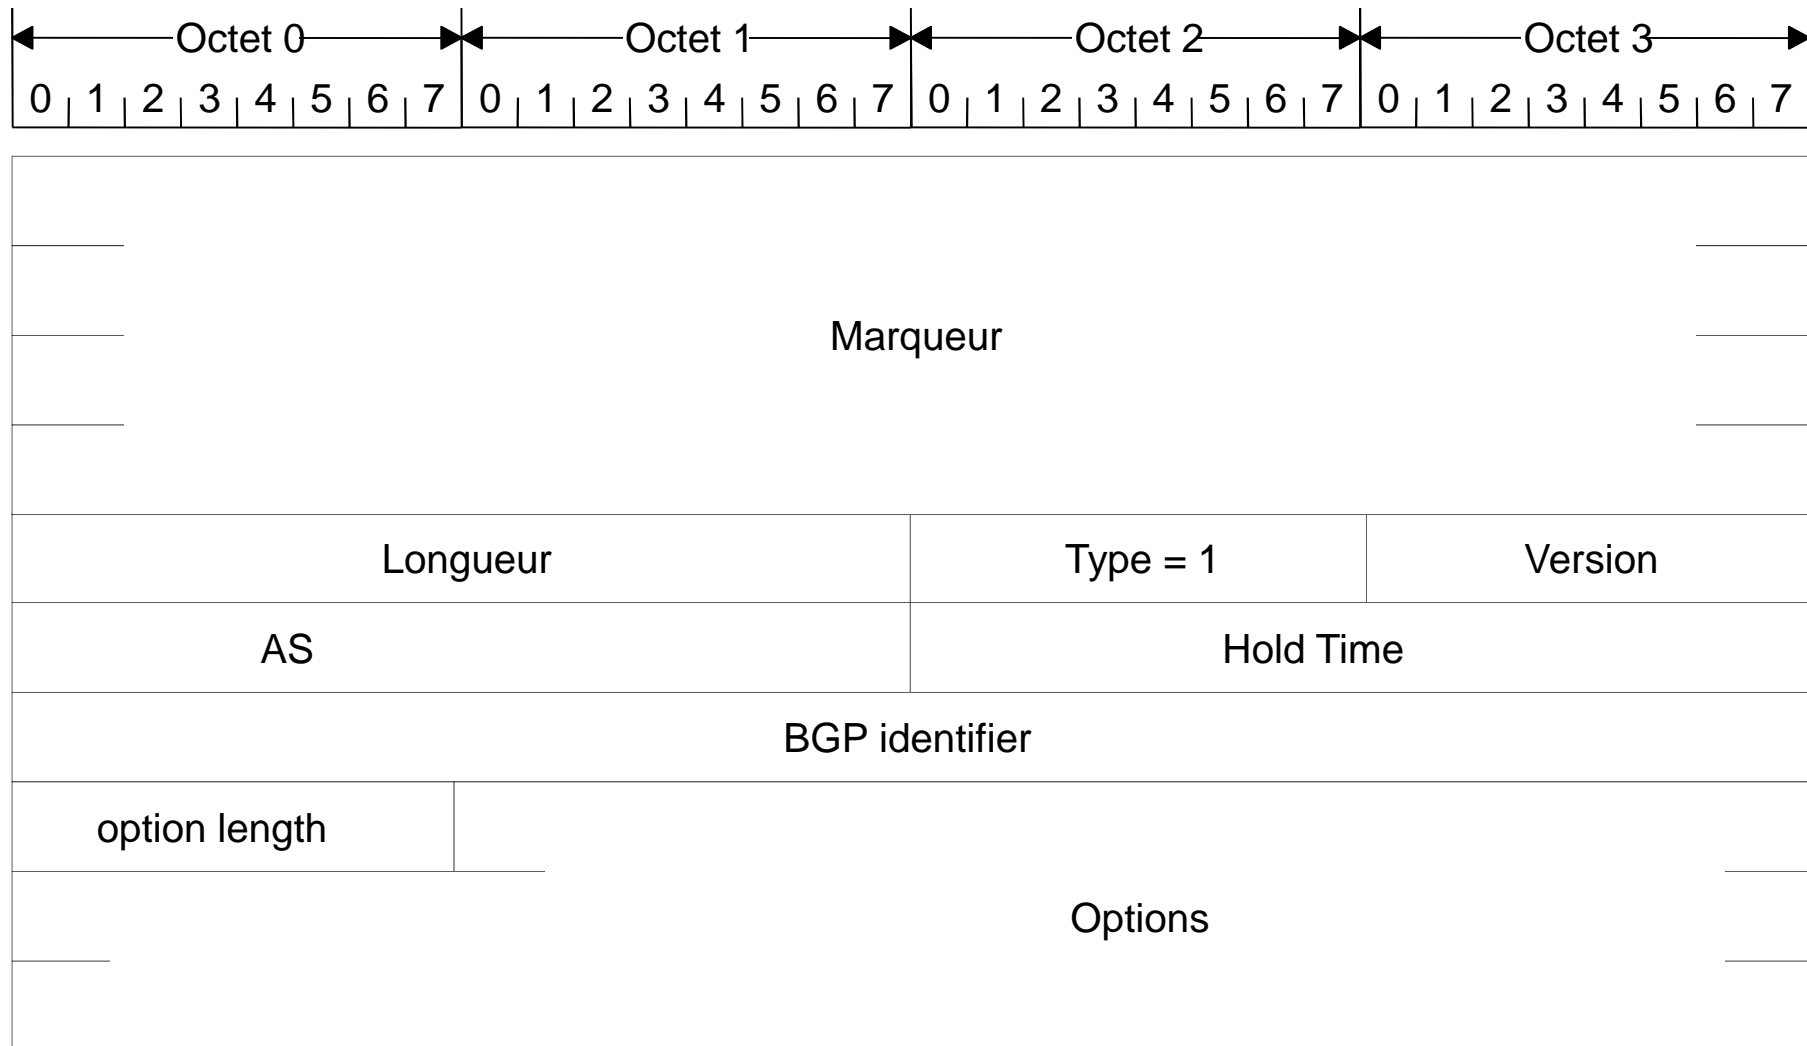 Octet 0 Octet 1 Octet 2 Octet 3
0 1 2 3 4 5 6 7 0 1 2 3 4 5 6 7 0 1 2 3 4 5 6 7 0 1 2 3 4 5 6 7
Marqueur
Longueur Type = 1 Version
AS Hold Time
BGP identifier
option length
Options